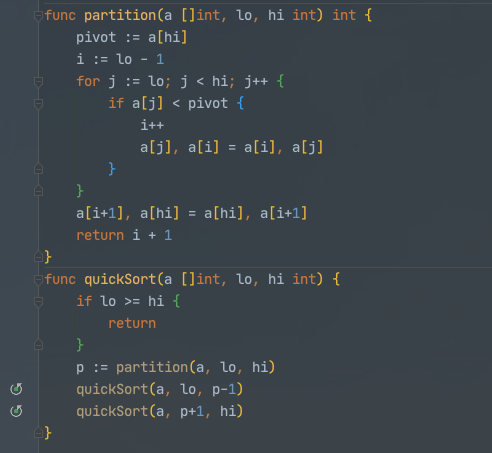 func partition(a []int, lo, hi int) int {
    pivot := a[hi]
    i := lo - 1
    for j := lo; j < hi; j++ {
        if a[j] < pivot {
            i++
            a[j], a[i] = a[i], a[j]
        }
    }
    a[i+1], a[hi] = a[hi], a[i+1]
    return i + 1
}
func quickSort(a []int, lo, hi int) {
    if lo >= hi {
        return
    }
    p := partition(a, lo, hi)
    quickSort(a, lo, p-1)
    quickSort(a, p+1, hi)
}